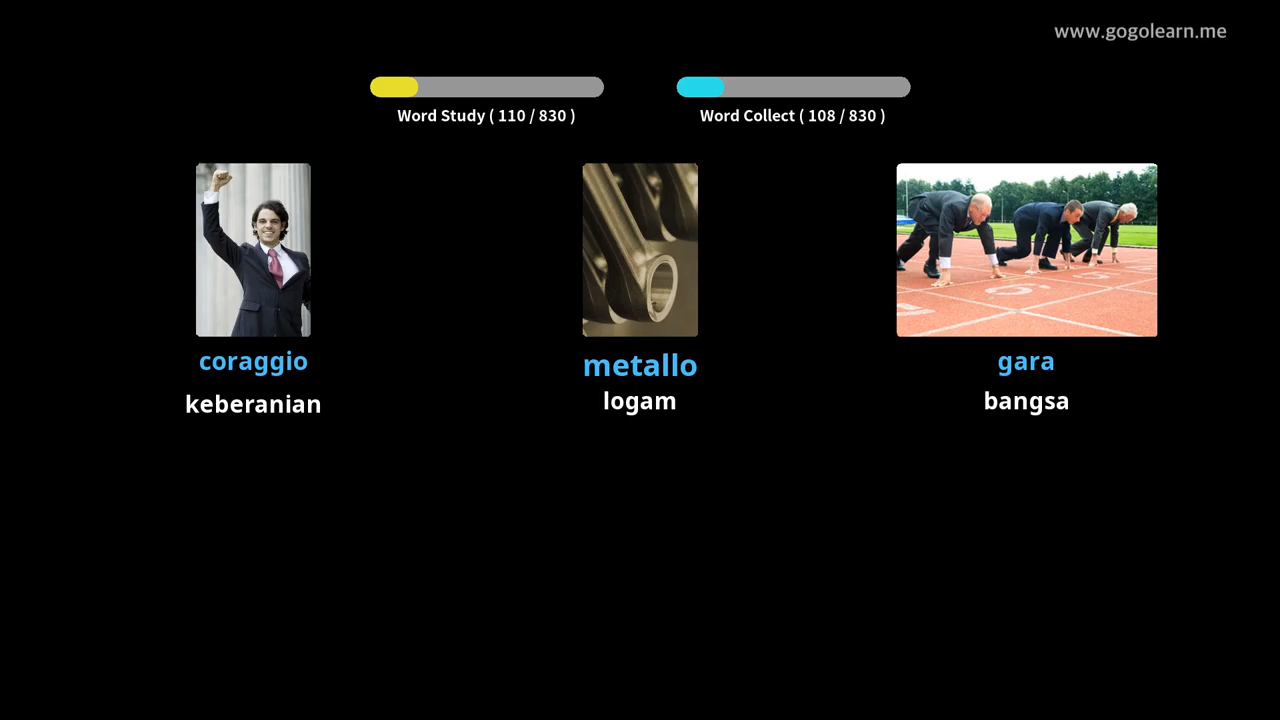 www.gogolearn.me
Word Study ( 110 / 830 )
Word Collect ( 108 / 830 )
coraggio
keberanian
metallo
logam
gara
bangsa